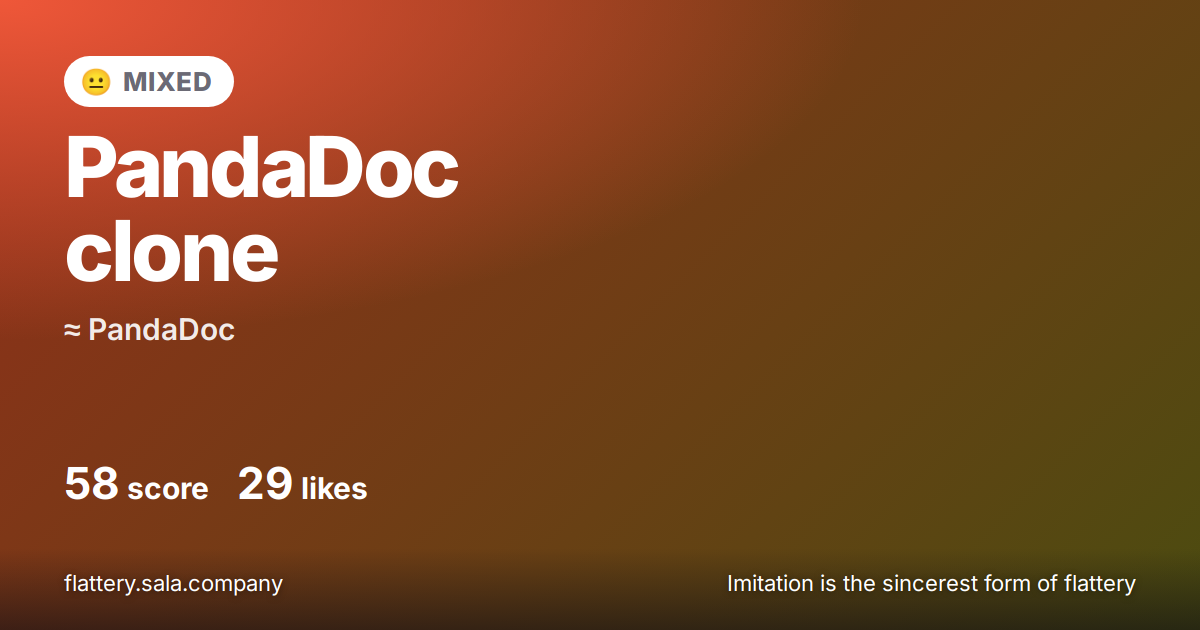 😐 MIXED
PandaDoc
clone
≈ PandaDoc
58 score 29 likes
flattery.sala.company
Imitation is the sincerest form of flattery